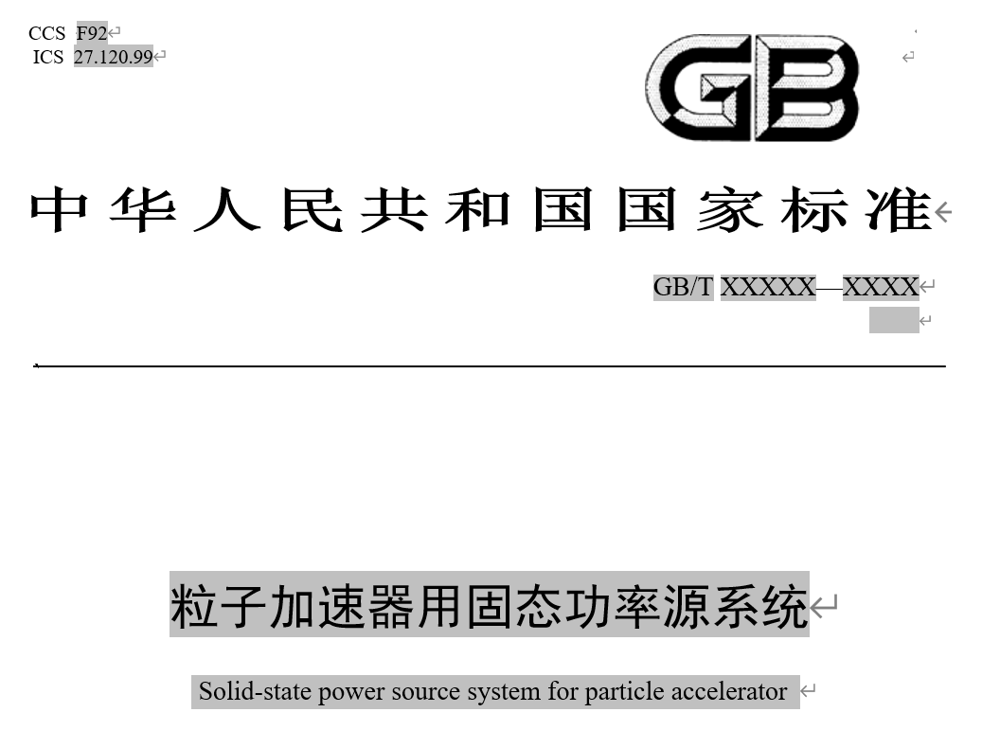 CCS F92
ICS 27.120.99
GB
中华人民共和国国家标准
GB/T XXXXX—XXXX
粒子加速器用固态功率源系统
Solid-state power source system for particle accelerator